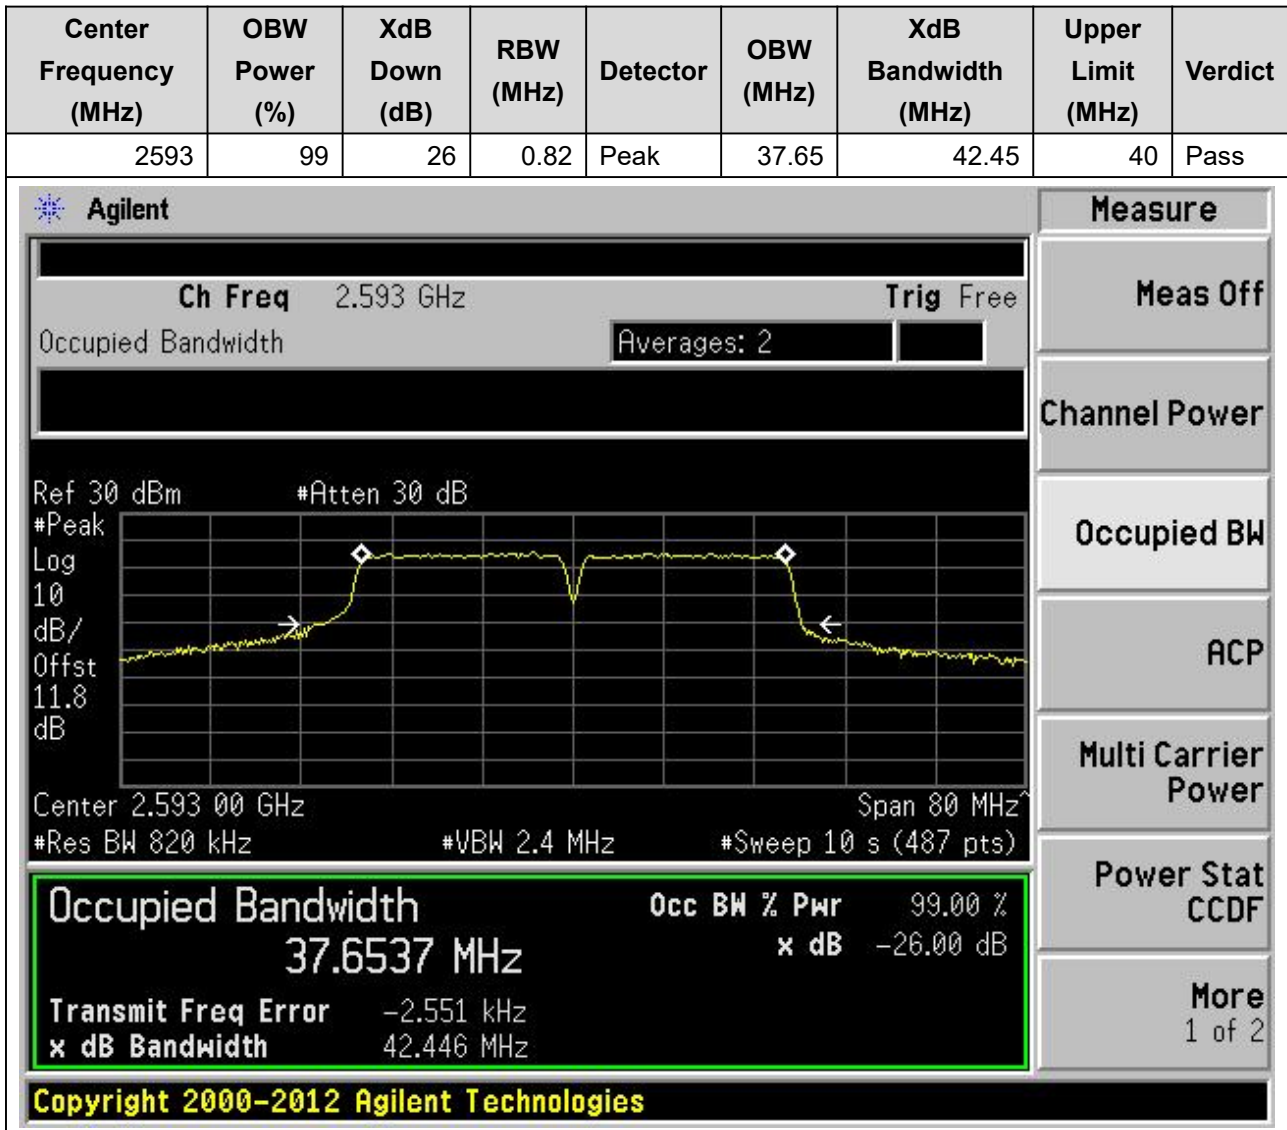 Center Frequency (MHz) OBW Power (%) XdB Down (dB) RBW (MHz) Detector OBW (MHz) XdB Bandwidth (MHz) Upper Limit (MHz) Verdict
2593 99 26 0.82 Peak 37.65 42.45 40 Pass
Agilent
Measure
Ch Freq 2.593 GHz Trig Free
Meas Off
Occupied Bandwidth Averages: 2
Channel Power
Ref 30 dBm #Atten 30 dB
#Peak
Log
10
dB/
Offst
11.8
dB
Occupied BW
ACP
Multi Carrier
Power
Center 2.593 00 GHz Span 80 MHz^
#Res BW 820 kHz #VBW 2.4 MHz #Sweep 10 s (487 pts)
Power Stat
CCDF
Occupied Bandwidth Occ BW % Pwr 99.00 %
37.6537 MHz x dB -26.00 dB
More
1 of 2
Transmit Freq Error -2.551 kHz
x dB Bandwidth 42.446 MHz
Copyright 2000-2012 Agilent Technologies